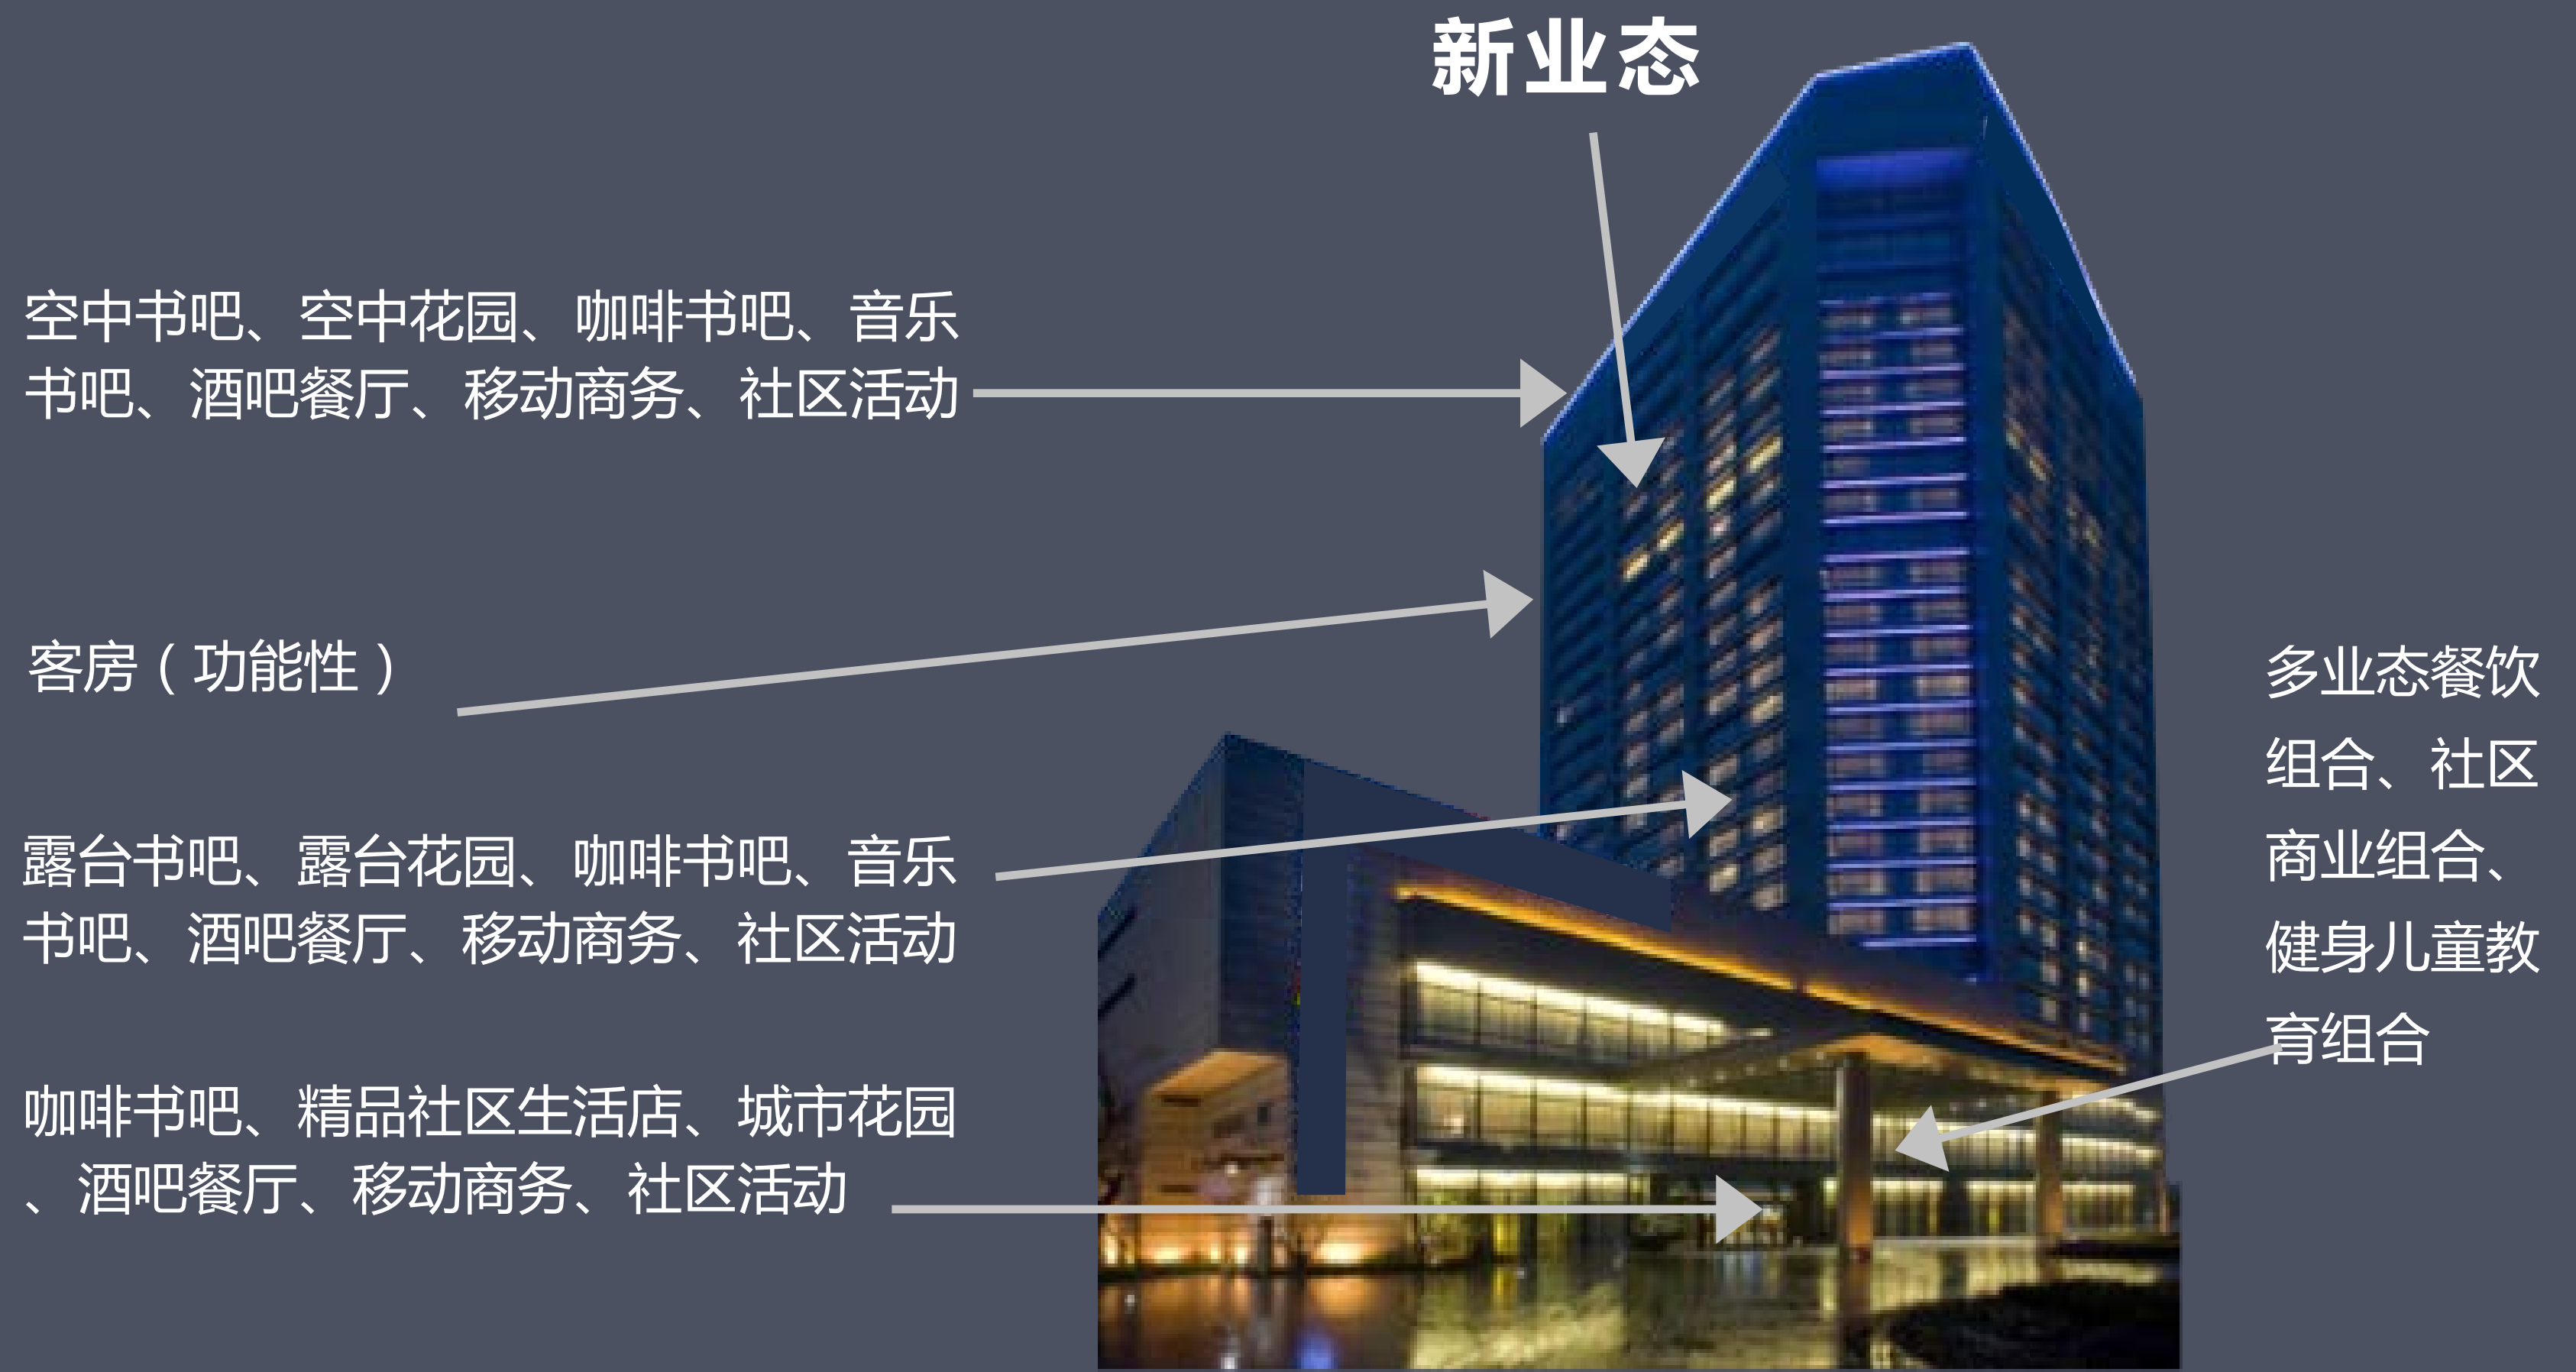 新业态
空中书吧、空中花园、咖啡书吧、音乐
书吧、酒吧餐厅、移动商务、社区活动
客房（功能性）
露台书吧、露台花园、咖啡书吧、音乐
书吧、酒吧餐厅、移动商务、社区活动
咖啡书吧、精品社区生活店、城市花园
、酒吧餐厅、移动商务、社区活动
多业态餐饮
组合、社区
商业组合、
健身儿童教
育组合